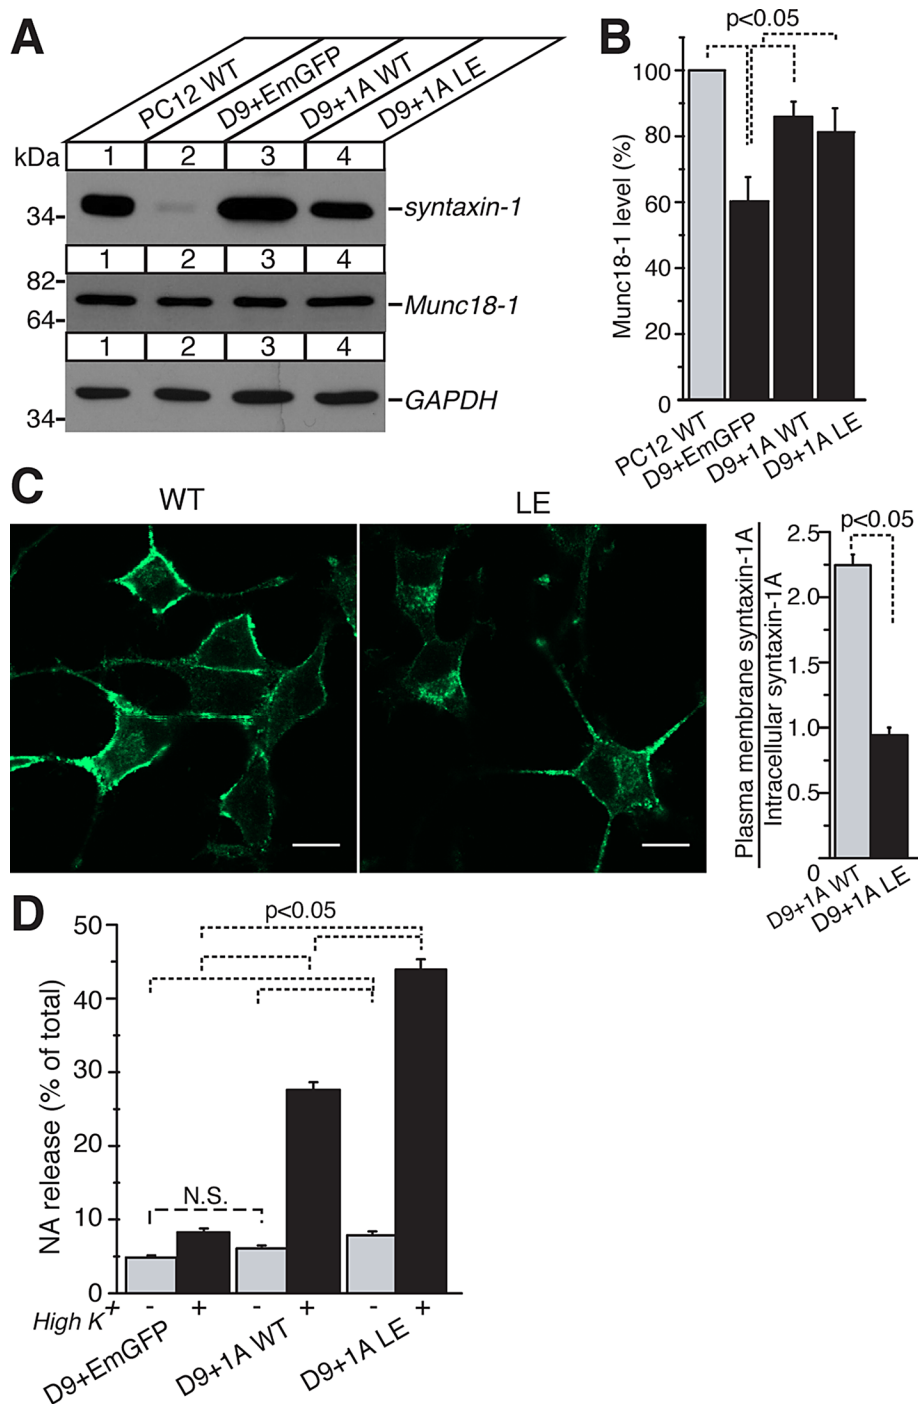 A
PC12 WT
D9+EmGFP
D9+1A WT
D9+1A LE
kDa
1 2 3 4
34
syntaxin-1
1 2 3 4
82
64
Munc18-1
1 2 3 4
34
GAPDH
B
p<0.05
Munc18-1 level (%)
100
80
60
40
20
0
PC12 WT
D9+EmGFP
D9+1A WT
D9+1A LE
C
WT
LE
Plasma membrane syntaxin-1A
Intracellular syntaxin-1A
p<0.05
2.5
2.0
1.5
1.0
0.5
0
D9+1A WT
D9+1A LE
D
p<0.05
N.S.
NA release (% of total)
50
40
30
20
10
0
High K+ - + - + - +
D9+EmGFP
D9+1A WT
D9+1A LE